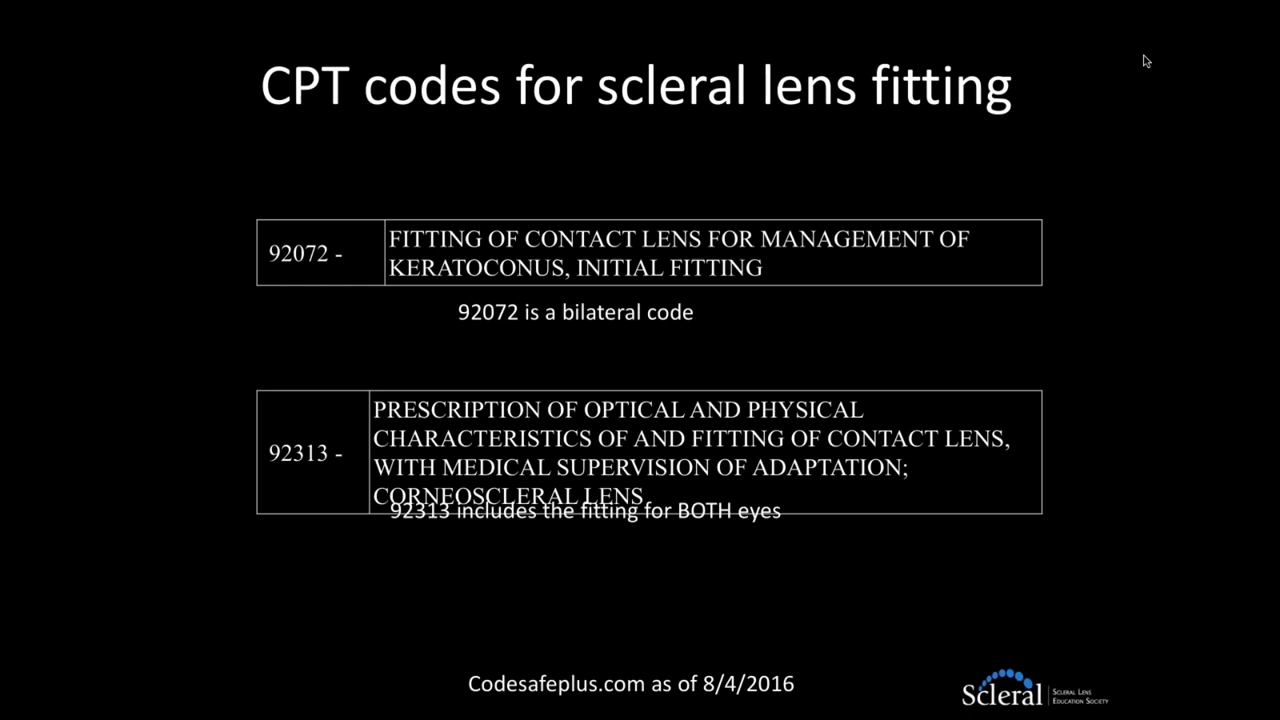 CPT codes for scleral lens fitting
92072 -
FITTING OF CONTACT LENS FOR MANAGEMENT OF
KERATOCONUS, INITIAL FITTING
92072 is a bilateral code
92313 -
PRESCRIPTION OF OPTICAL AND PHYSICAL
CHARACTERISTICS OF AND FITTING OF CONTACT LENS,
WITH MEDICAL SUPERVISION OF ADAPTATION;
CORNEOSCLERAL LENS
92313 includes the fitting for BOTH eyes
Codesafeplus.com as of 8/4/2016
Scleral
SCLERAL LENS
EDUCATION SOCIETY